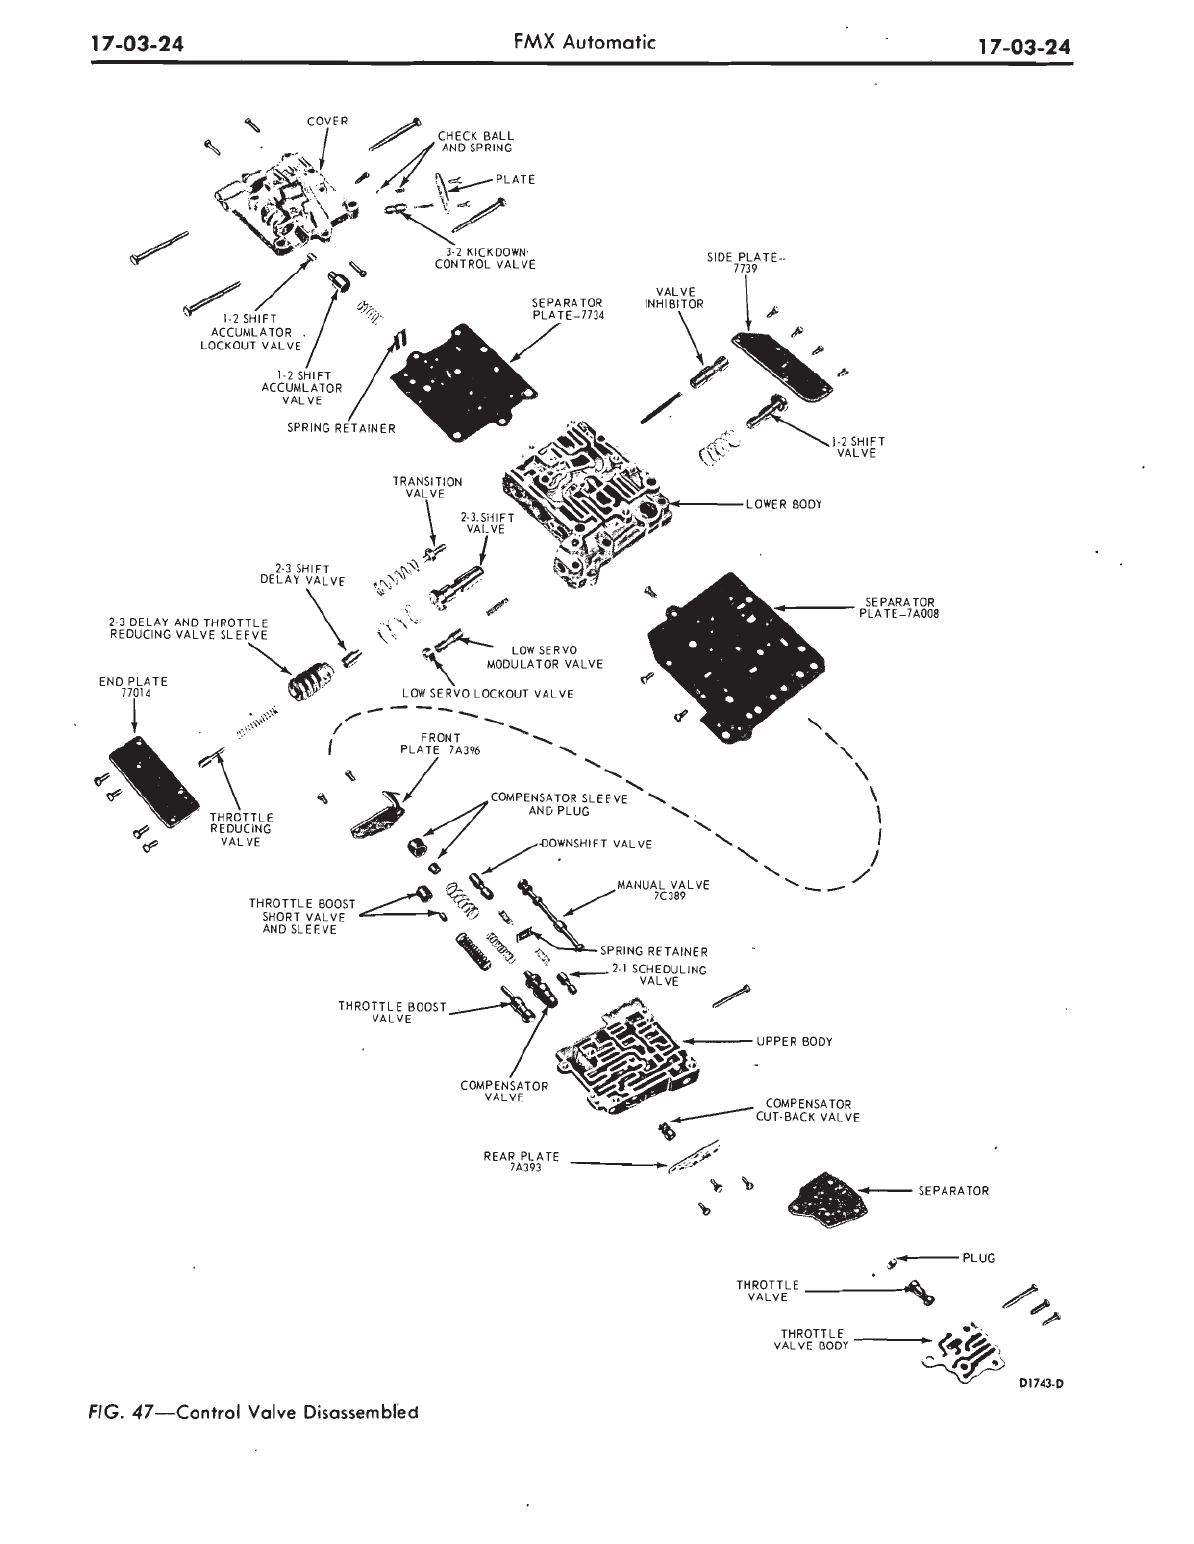 17-03-24
FMX Automatic
17-03-24
COVER
CHECK BALL
AND SPRING
PLATE
3-2 KICKDOWN
CONTROL VALVE
1-2 SHIFT
ACCUMLATOR
LOCKOUT VALVE
1-2 SHIFT
ACCUMLATOR
VALVE
SPRING RETAINER
SEPARATOR
PLATE-7734
VALVE
INHIBITOR
SIDE PLATE-
7739
1-2 SHIFT
VALVE
LOWER BODY
TRANSITION
VALVE
2-3 SHIFT
VALVE
2-3 SHIFT
DELAY VALVE
2-3 DELAY AND THROTTLE
REDUCING VALVE SLEEVE
END PLATE
77014
LOW SERVO
MODULATOR VALVE
LOW SERVO LOCKOUT VALVE
SEPARATOR
PLATE-7A008
THROTTLE
REDUCING
VALVE
FRONT
PLATE 7A396
COMPENSATOR SLEEVE
AND PLUG
DOWNSHIFT VALVE
MANUAL VALVE
7C389
THROTTLE BOOST
SHORT VALVE
AND SLEEVE
SPRING RETAINER
2-1 SCHEDULING
VALVE
THROTTLE BOOST
VALVE
COMPENSATOR
VALVE
UPPER BODY
COMPENSATOR
CUT-BACK VALVE
REAR PLATE
7A393
SEPARATOR
PLUG
THROTTLE
VALVE
THROTTLE
VALVE BODY
D1743-D
FIG. 47—Control Valve Disassembled